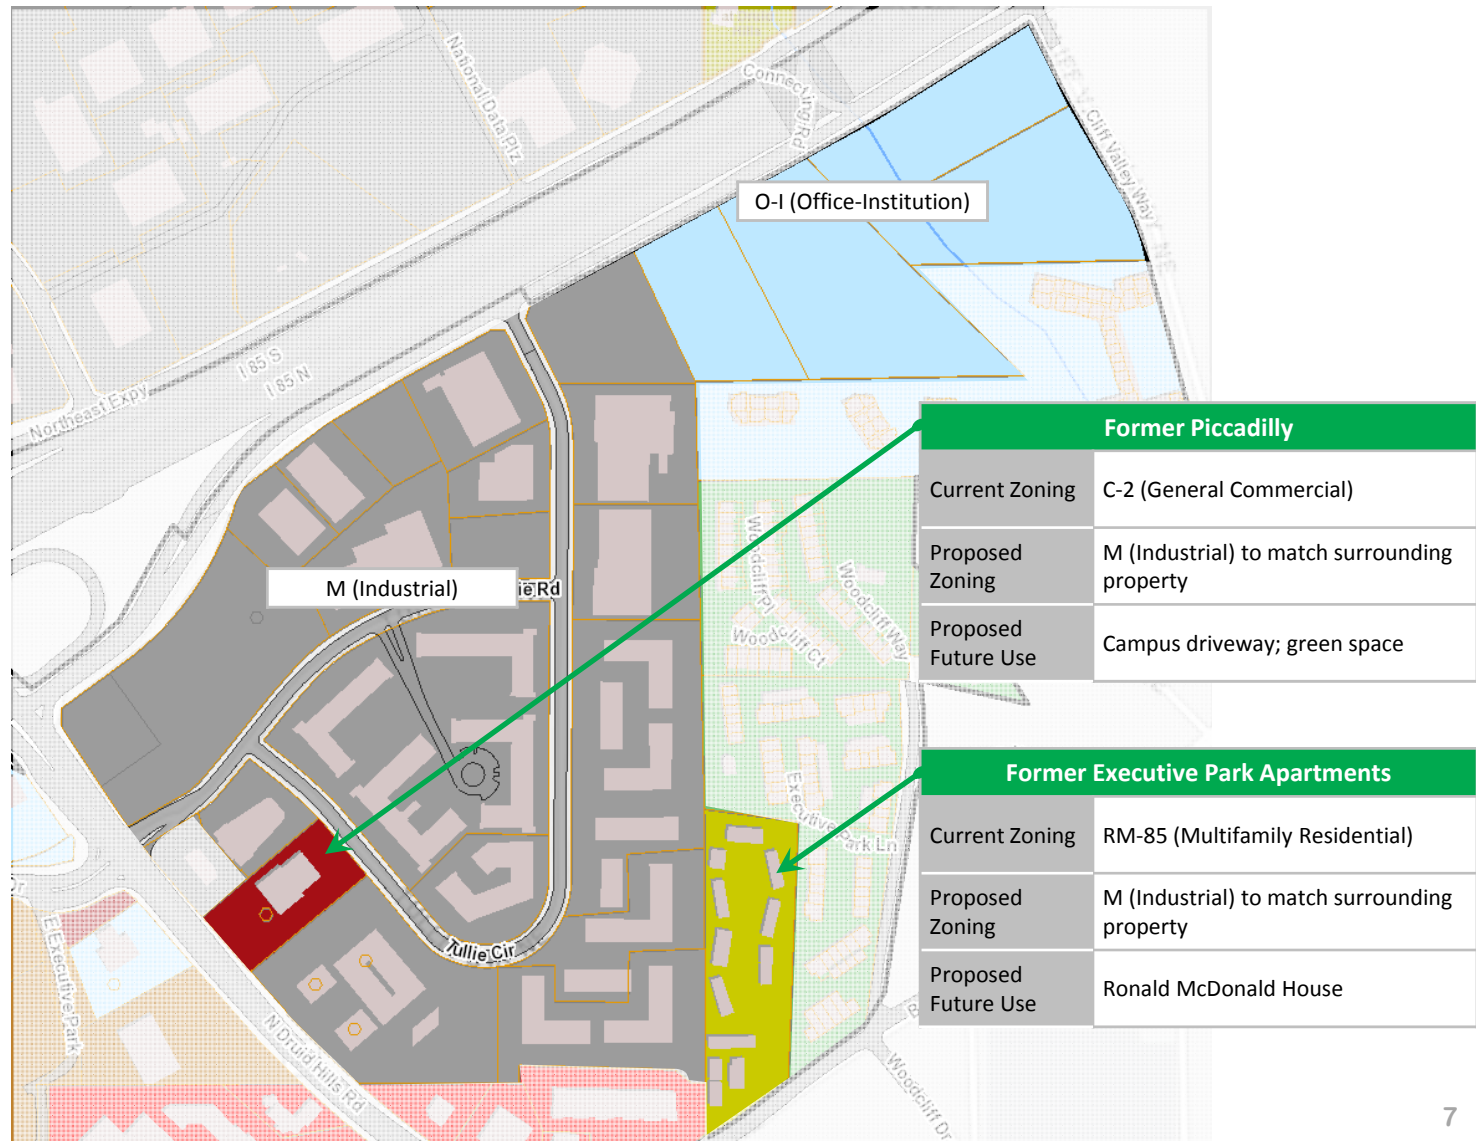 National Data Plz
Connecting Rd
Cliff Valley Way NE
O-I (Office-Institution)
I 85 S
I 85 N
Northeast Expy
Former Piccadilly
Current Zoning C-2 (General Commercial)
Proposed Zoning M (Industrial) to match surrounding
property
Proposed
Future Use Campus driveway; green space
M (Industrial)
ie Rd
Woodcliff Pl
Woodcliff Way
Woodcliff Ct
Former Executive Park Apartments
Current Zoning RM-85 (Multifamily Residential)
Proposed Zoning M (Industrial) to match surrounding
property
Proposed
Future Use Ronald McDonald House
Executive Park Ln
Tullie Cir
E Executive Park
Dr
N Druid Hills Rd
Woodcliff Dr
7